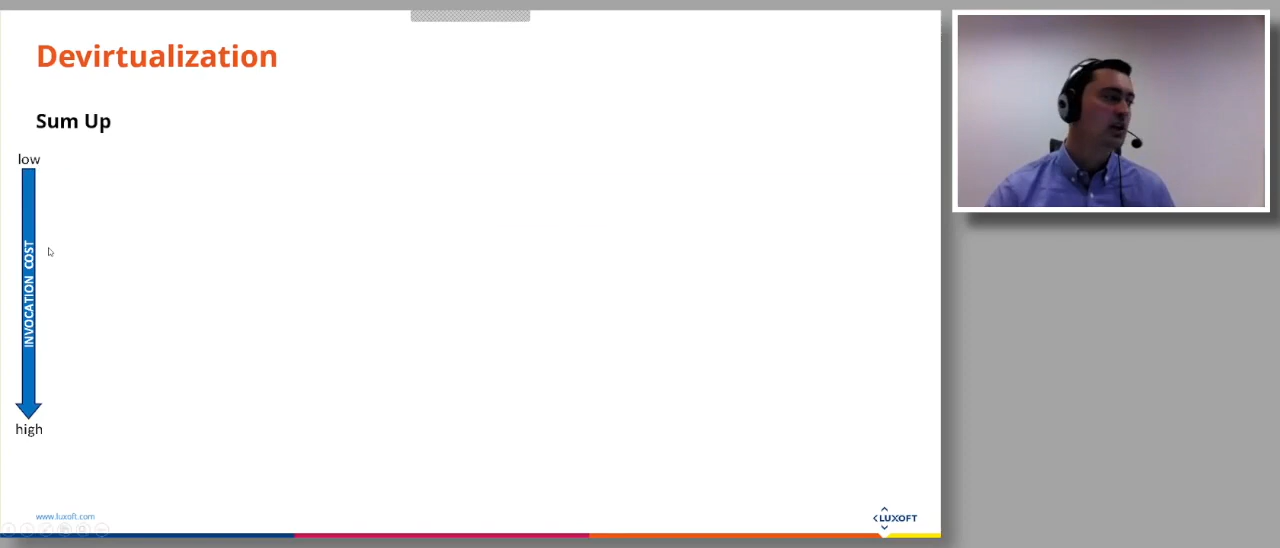 Devirtualization
Sum Up
low
INVOCATION COST
high
www.luxoft.com
LUXOFT